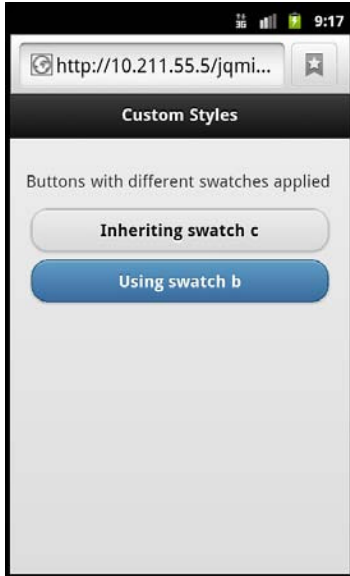 3G 9:17
http://10.211.55.5/jqmi...
Custom Styles
Buttons with different swatches applied
Inheriting swatch c
Using swatch b